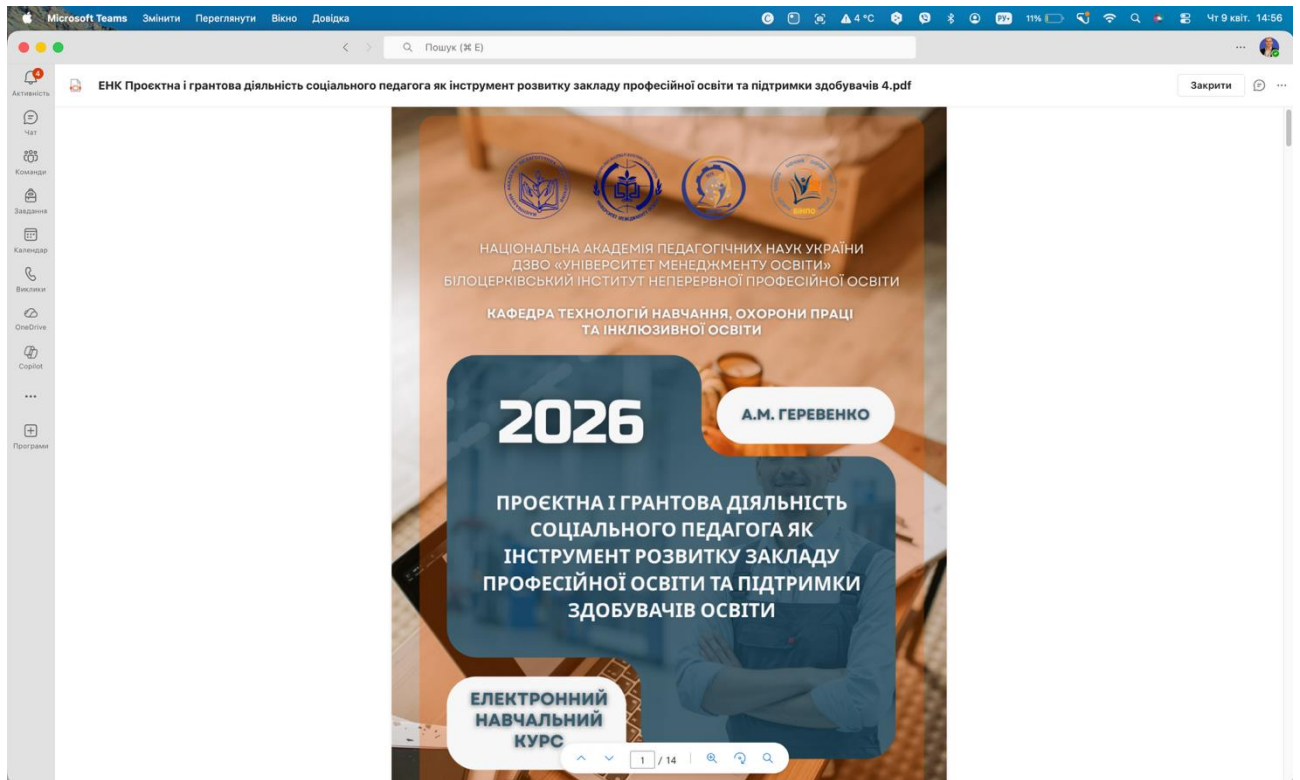 Microsoft Teams Змінити Переглянути Вікно Довідка
4 °C РУ- 11% Чт 9 квіт. 14:56
Пошук (⌘ E)
4
Активність
Чат
Команди
Завдання
Календар
Виклики
OneDrive
Copilot
Програми
ЕНК Проєктна і грантова діяльність соціального педагога як інструмент розвитку закладу професійної освіти та підтримки здобувачів 4.pdf
Закрити
БІНПО
НАЦІОНАЛЬНА АКАДЕМІЯ ПЕДАГОГІЧНИХ НАУК УКРАЇНИ
ДЗВО «УНІВЕРСИТЕТ МЕНЕДЖМЕНТУ ОСВІТИ»
БІЛОЦЕРКІВСЬКИЙ ІНСТИТУТ НЕПЕРЕРВНОЇ ПРОФЕСІЙНОЇ ОСВІТИ
КАФЕДРА ТЕХНОЛОГІЙ НАВЧАННЯ, ОХОРОНИ ПРАЦІ
ТА ІНКЛЮЗИВНОЇ ОСВІТИ
2026
А.М. ГЕРЕВЕНКО
ПРОЄКТНА І ГРАНТОВА ДІЯЛЬНІСТЬ
СОЦІАЛЬНОГО ПЕДАГОГА ЯК
ІНСТРУМЕНТ РОЗВИТКУ ЗАКЛАДУ
ПРОФЕСІЙНОЇ ОСВІТИ ТА ПІДТРИМКИ
ЗДОБУВАЧІВ ОСВІТИ
ЕЛЕКТРОННИЙ
НАВЧАЛЬНИЙ
КУРС
1 / 14